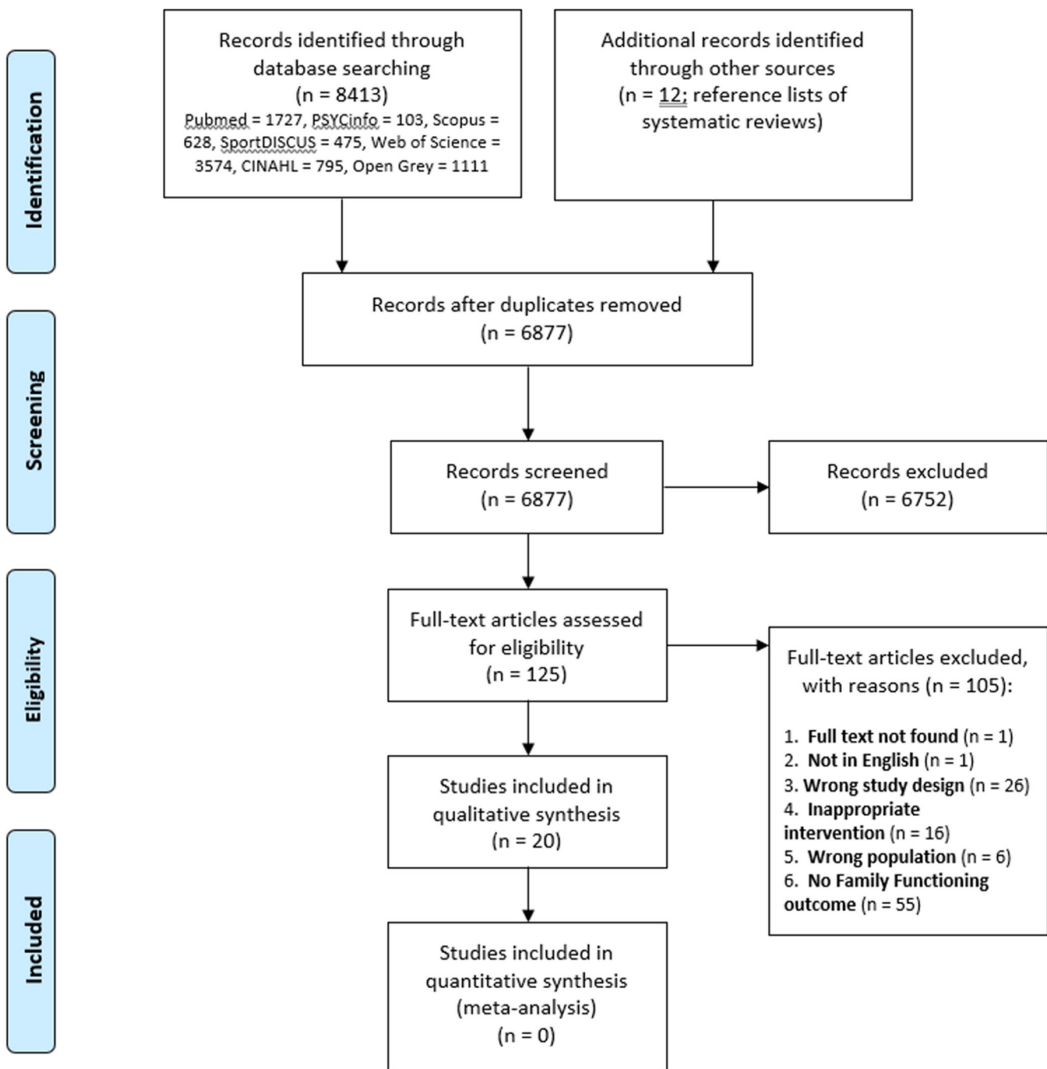 Identification
Records identified through
database searching
(n = 8413)
Pubmed = 1727, PSYCinfo = 103, Scopus =
628, SportDISCUS = 475, Web of Science =
3574, CINAHL = 795, Open Grey = 1111
Additional records identified
through other sources
(n = 12; reference lists of
systematic reviews)
Records after duplicates removed
(n = 6877)
Screening
Records screened
(n = 6877)
Records excluded
(n = 6752)
Eligibility
Full-text articles assessed
for eligibility
(n = 125)
Full-text articles excluded,
with reasons (n = 105):
1. Full text not found (n = 1)
2. Not in English (n = 1)
3. Wrong study design (n = 26)
4. Inappropriate
intervention (n = 16)
5. Wrong population (n = 6)
6. No Family Functioning
outcome (n = 55)
Studies included in
qualitative synthesis
(n = 20)
Included
Studies included in
quantitative synthesis
(meta-analysis)
(n = 0)